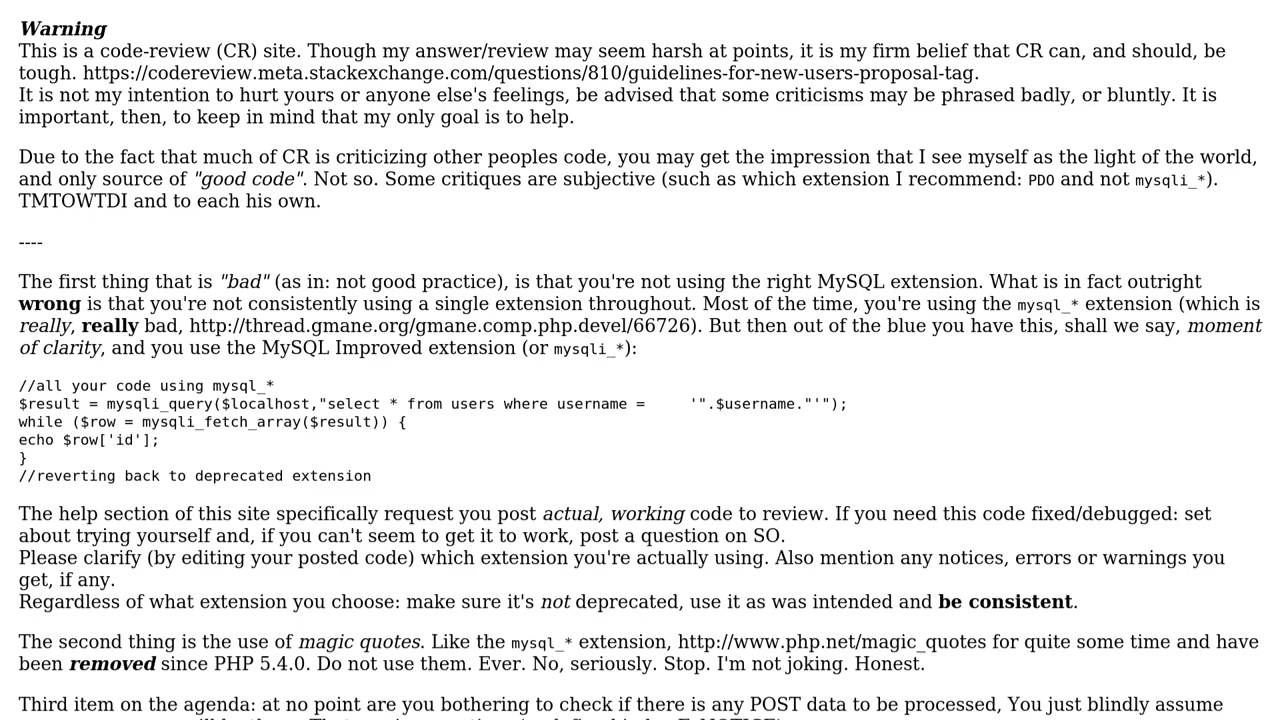 Warning
This is a code-review (CR) site. Though my answer/review may seem harsh at points, it is my firm belief that CR can, and should, be
tough. https://codereview.meta.stackexchange.com/questions/810/guidelines-for-new-users-proposal-tag.
It is not my intention to hurt yours or anyone else's feelings, be advised that some criticisms may be phrased badly, or bluntly. It is
important, then, to keep in mind that my only goal is to help.
Due to the fact that much of CR is criticizing other peoples code, you may get the impression that I see myself as the light of the world,
and only source of "good code". Not so. Some critiques are subjective (such as which extension I recommend: PDO and not mysqli_*).
TMTOWTDI and to each his own.
----
The first thing that is "bad" (as in: not good practice), is that you're not using the right MySQL extension. What is in fact outright
wrong is that you're not consistently using a single extension throughout. Most of the time, you're using the mysql_* extension (which is
really, really bad, http://thread.gmane.org/gmane.comp.php.devel/66726). But then out of the blue you have this, shall we say, moment
of clarity, and you use the MySQL Improved extension (or mysqli_*):
//all your code using mysql_*
$result = mysqli_query($localhost,"select * from users where username =     '".$username."'");
while ($row = mysqli_fetch_array($result)) {
echo $row['id'];
}
//reverting back to deprecated extension
The help section of this site specifically request you post actual, working code to review. If you need this code fixed/debugged: set
about trying yourself and, if you can't seem to get it to work, post a question on SO.
Please clarify (by editing your posted code) which extension you're actually using. Also mention any notices, errors or warnings you
get, if any.
Regardless of what extension you choose: make sure it's not deprecated, use it as was intended and be consistent.
The second thing is the use of magic quotes. Like the mysql_* extension, http://www.php.net/magic_quotes for quite some time and have
been removed since PHP 5.4.0. Do not use them. Ever. No, seriously. Stop. I'm not joking. Honest.
Third item on the agenda: at no point are you bothering to check if there is any POST data to be processed, You just blindly assume